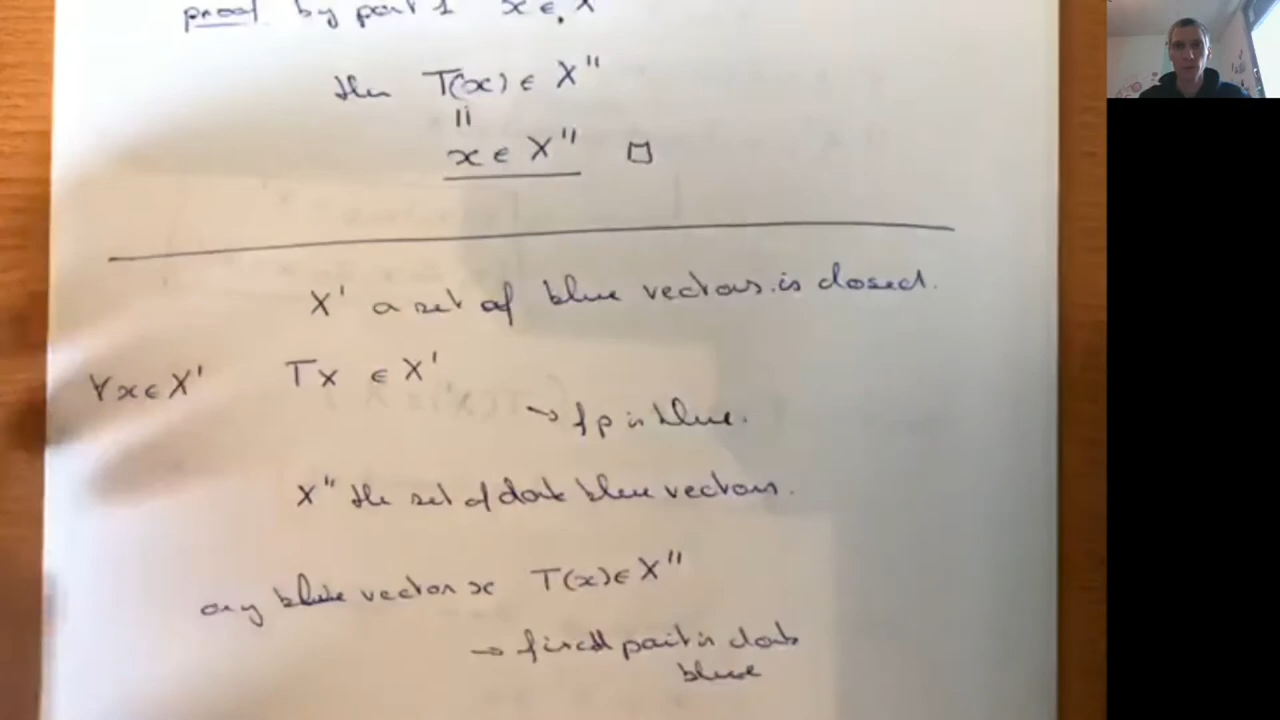 proof by part 1 x ∈ X'
then T(x) ∈ X''
=
x ∈ X'' □
X' a set of blue vectors is closed.
∀x∈X' Tx ∈ X'
→ f p is blue.
X'' the set of dark blue vectors.
any blue vector x T(x)∈X''
→ fixed point is dark
blue